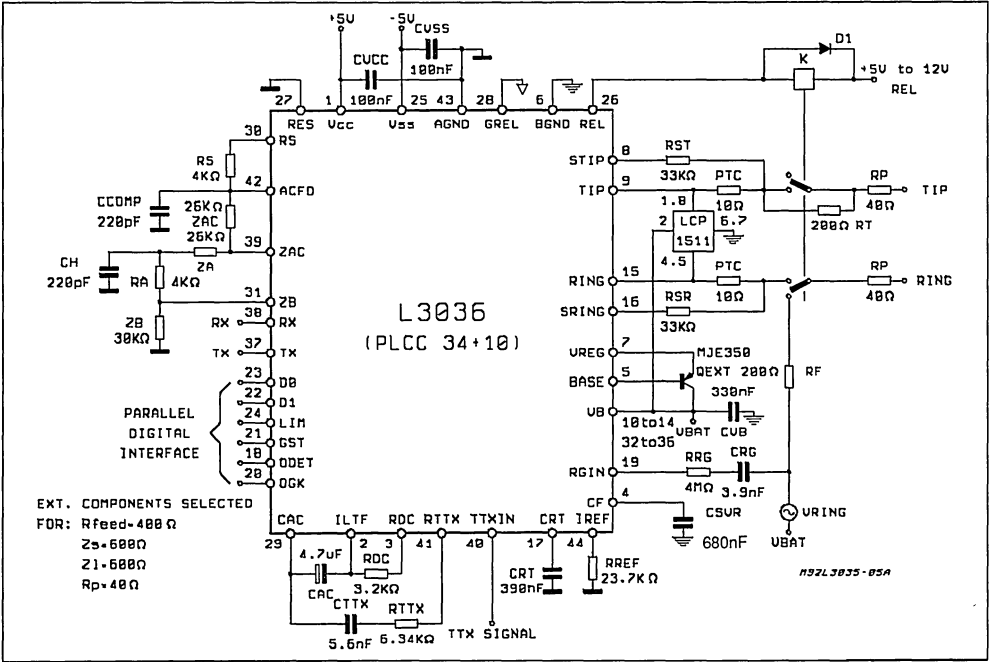 +5V
-5V
CVSS
100nF
CVCC
100nF
D1
K
+5V to 12V
REL
27
1
25
43
28
6
26
RES
Vcc
Vss
AGND
GREL
BGND
REL
30
RS
RS
4KΩ
42
ACFD
CCOMP
220pF
26KΩ
ZAC
26KΩ
39
ZAC
ZA
CH
220pF
RA
4KΩ
31
ZB
ZB
30KΩ
RX
38
RX
TX
37
TX
23
D0
22
D1
24
LIM
21
GST
18
ODET
20
OGK
PARALLEL
DIGITAL
INTERFACE
L3036
(PLCC 34+10)
STIP
8
RST
33KΩ
TIP
9
PTC
10Ω
RP
40Ω
TIP
200Ω RT
1.8
2
LCP
1511
6.7
4.5
RING
15
PTC
10Ω
RP
40Ω
RING
SRING
16
RSR
33KΩ
VREG
7
MJE350
QEXT
200Ω
RF
BASE
5
330nF
VB
10to14
32to36
VBAT
CVB
RGIN
19
RRG
4MΩ
CRG
3.9nF
CF
4
CSVR
680nF
VRING
VBAT
EXT. COMPONENTS SELECTED
FOR: Rfeed=400Ω
Zs=600Ω
Zl=600Ω
Rp=40Ω
CAC
ILTF
RDC
RTTX
TTXIN
CRT
IREF
29
2
3
41
40
17
44
4.7uF
CAC
RDC
3.2KΩ
CTTX
5.6nF
RTTX
6.34KΩ
TTX SIGNAL
CRT
390nF
RREF
23.7KΩ
M92L3035-05A